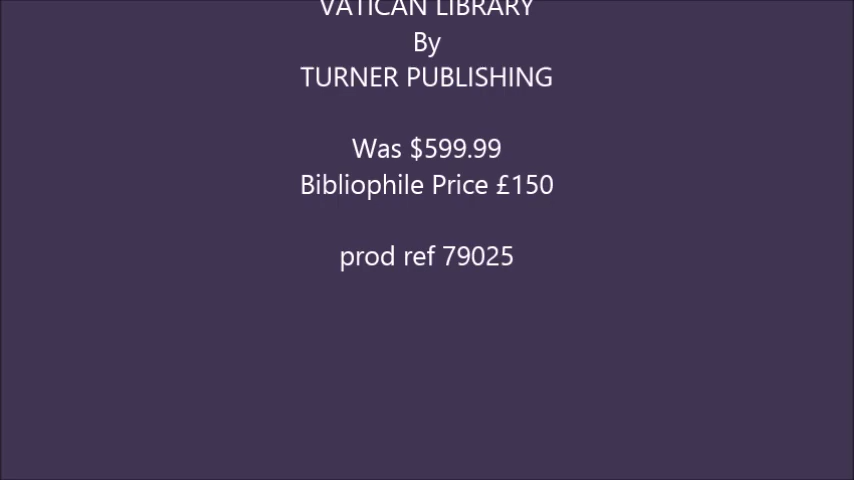 VATICAN LIBRARY
By
TURNER PUBLISHING
Was $599.99
Bibliophile Price £150
prod ref 79025